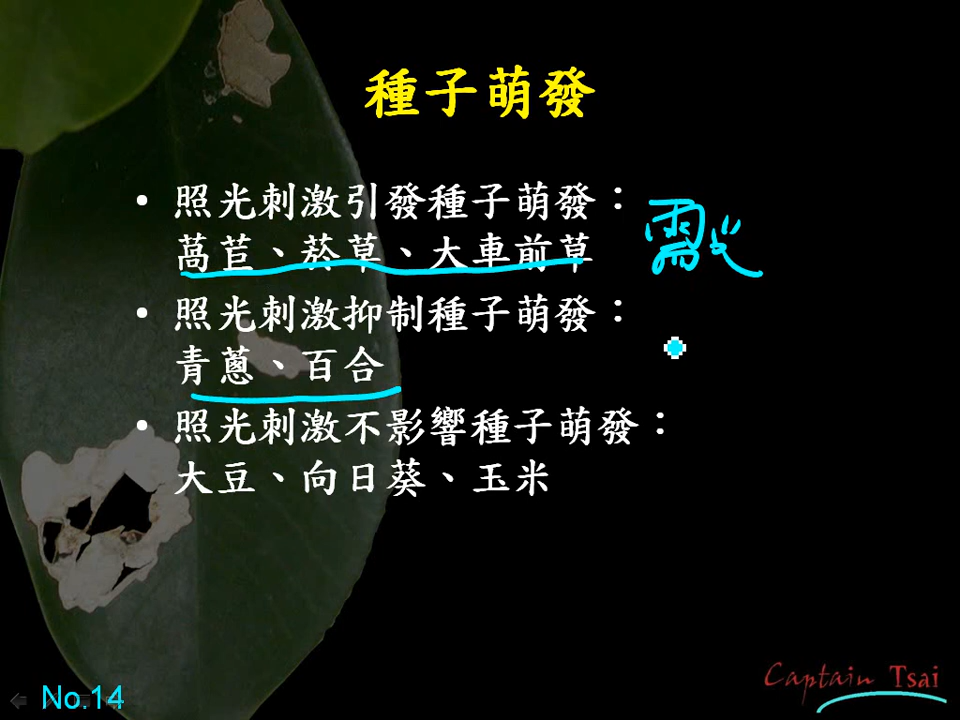 種子萌發
• 照光刺激引發種子萌發：
萵苣、菸草、大車前草
需光
• 照光刺激抑制種子萌發：
青蔥、百合
• 照光刺激不影響種子萌發：
大豆、向日葵、玉米
No.14
Captain Tsai